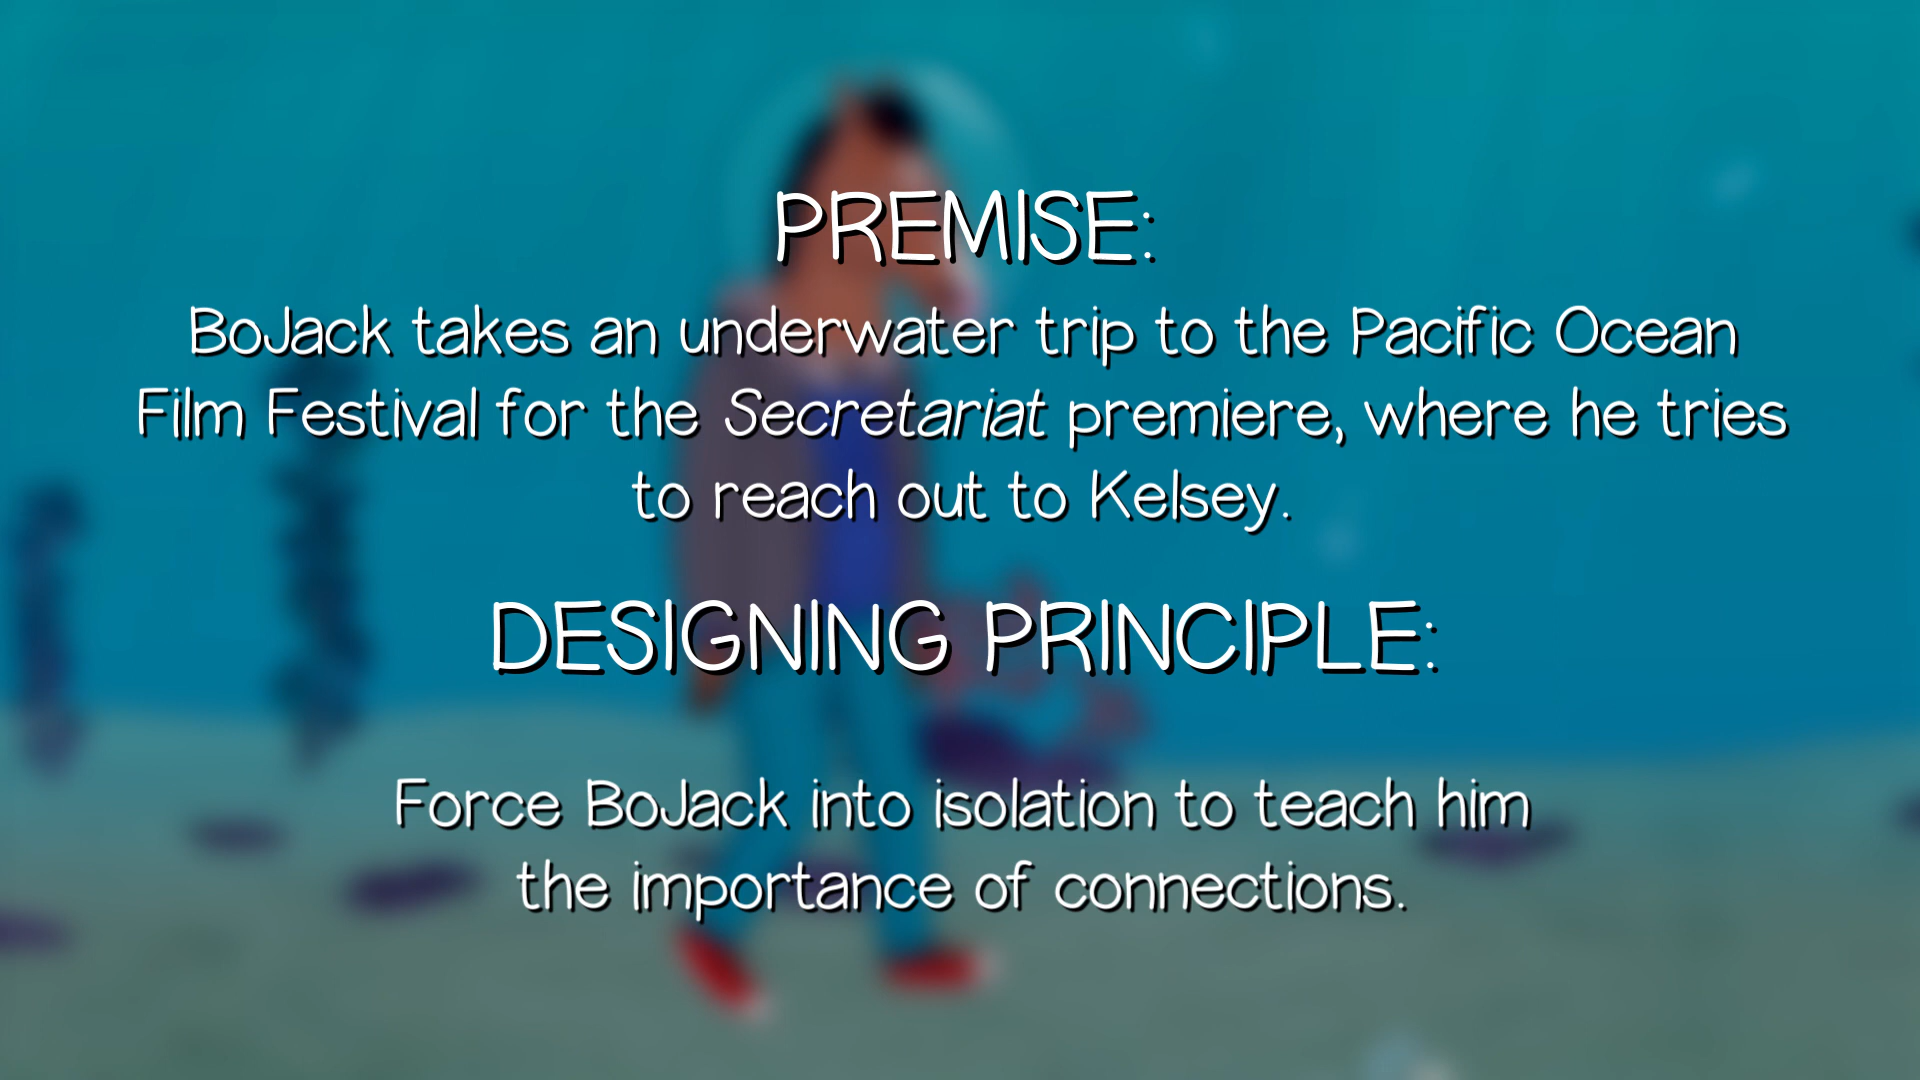 PREMISE:
BoJack takes an underwater trip to the Pacific Ocean
Film Festival for the Secretariat premiere, where he tries
to reach out to Kelsey.
DESIGNING PRINCIPLE:
Force BoJack into isolation to teach him
the importance of connections.